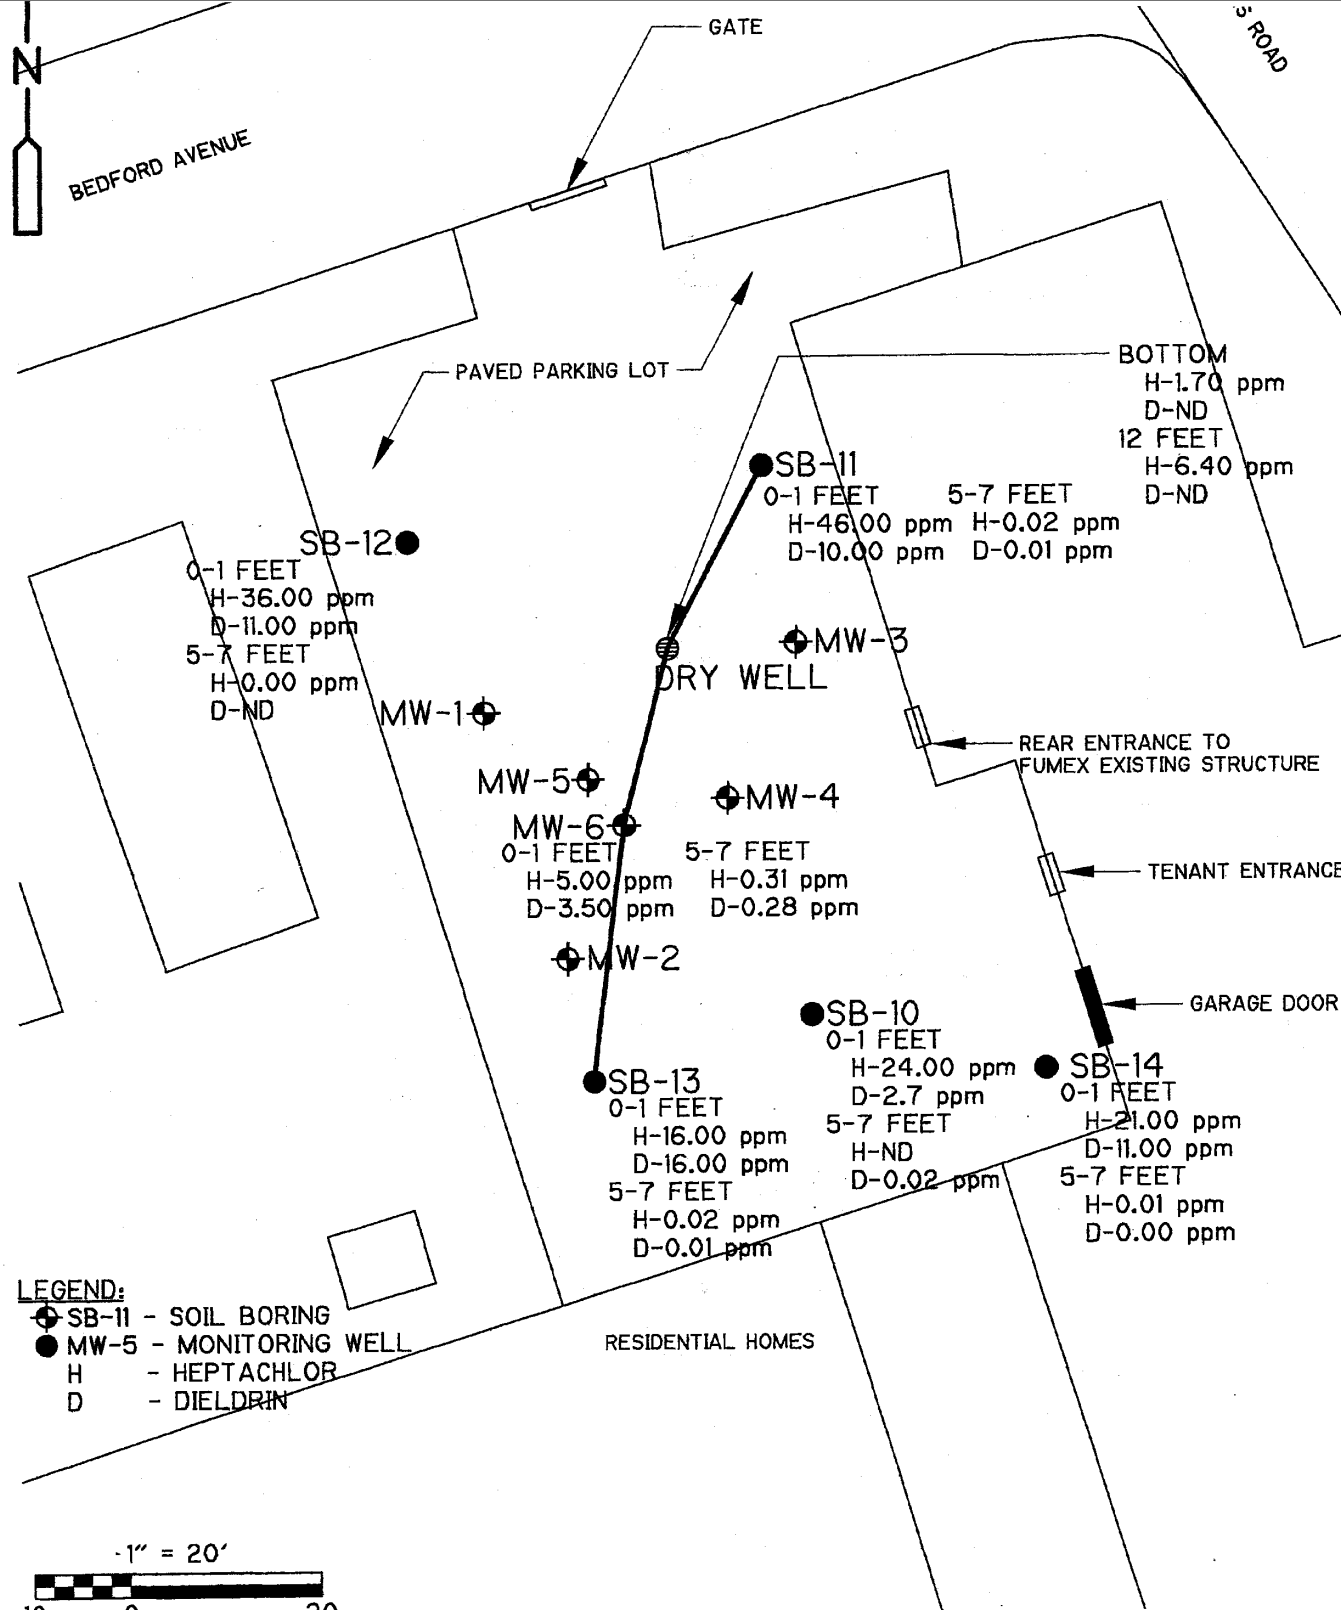 N
BEDFORD AVENUE
GATE
ROAD
PAVED PARKING LOT
BOTTOM
H-1.70 ppm
D-ND
12 FEET
H-6.40 ppm
D-ND
SB-11
0-1 FEET
H-46.00 ppm
D-10.00 ppm
5-7 FEET
H-0.02 ppm
D-0.01 ppm
SB-12
0-1 FEET
H-36.00 ppm
D-11.00 ppm
5-7 FEET
H-0.00 ppm
D-ND
MW-3
DRY WELL
MW-1
REAR ENTRANCE TO
FUMEX EXISTING STRUCTURE
MW-5
MW-4
MW-6
0-1 FEET
H-5.00 ppm
D-3.50 ppm
5-7 FEET
H-0.31 ppm
D-0.28 ppm
TENANT ENTRANCE
MW-2
GARAGE DOOR
SB-10
0-1 FEET
H-24.00 ppm
D-2.7 ppm
5-7 FEET
H-ND
D-0.02 ppm
SB-14
0-1 FEET
H-21.00 ppm
D-11.00 ppm
5-7 FEET
H-0.01 ppm
D-0.00 ppm
SB-13
0-1 FEET
H-16.00 ppm
D-16.00 ppm
5-7 FEET
H-0.02 ppm
D-0.01 ppm
LEGEND:
SB-11 - SOIL BORING
MW-5 - MONITORING WELL
H - HEPTACHLOR
D - DIELDRIN
RESIDENTIAL HOMES
1" = 20'
10 0 20